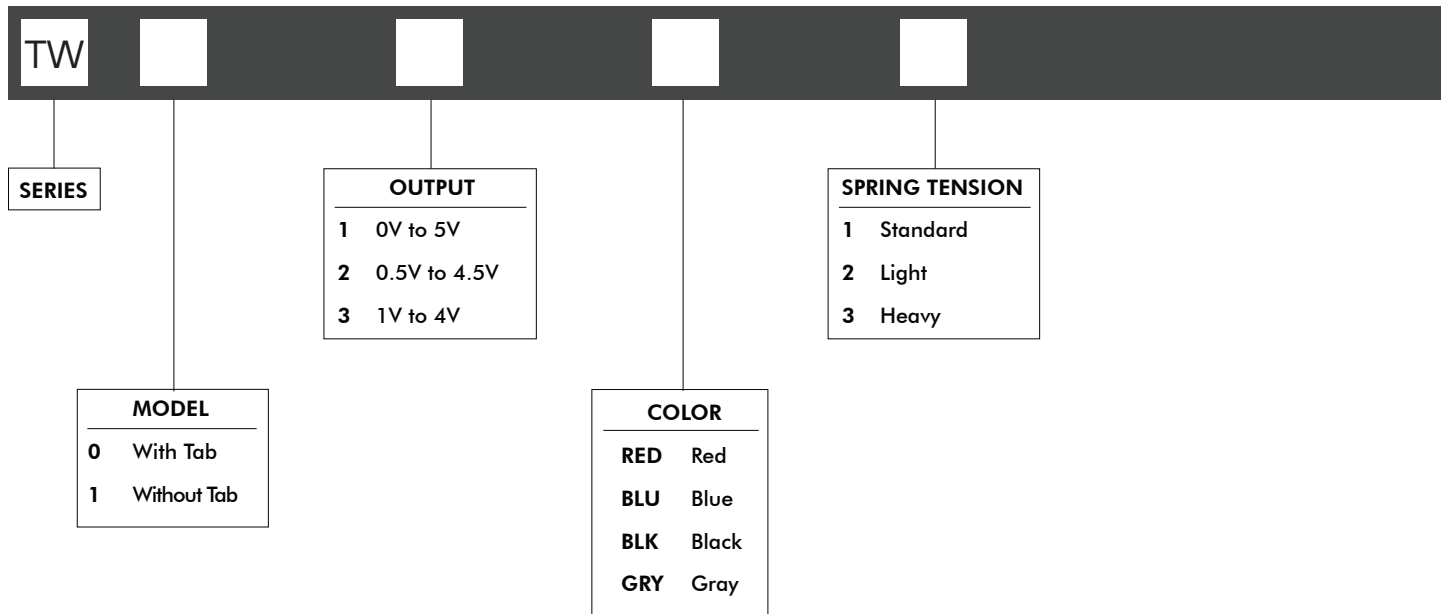 TW
SERIES
OUTPUT
1 0V to 5V
2 0.5V to 4.5V
3 1V to 4V
SPRING TENSION
1 Standard
2 Light
3 Heavy
MODEL
0 With Tab
1 Without Tab
COLOR
RED Red
BLU Blue
BLK Black
GRY Gray